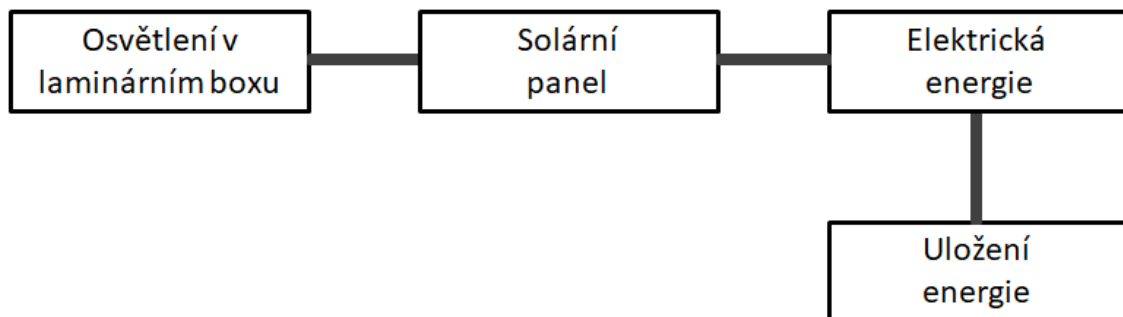 Osvětlení v
laminárním boxu
Solární
panel
Elektrická
energie
Uložení
energie